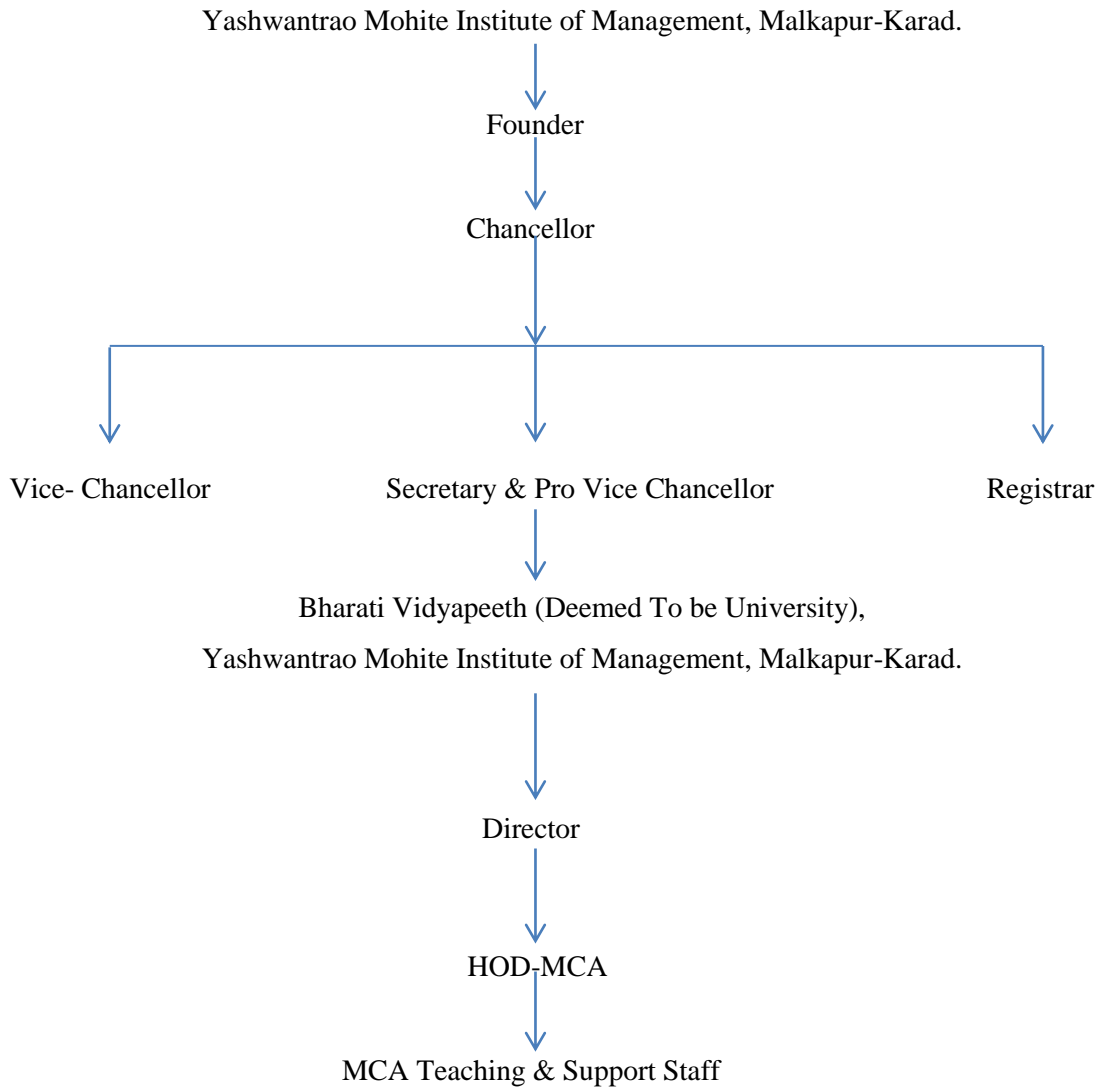 Yashwantrao Mohite Institute of Management, Malkapur-Karad.
Founder
Chancellor
Vice- Chancellor
Secretary & Pro Vice Chancellor
Registrar
Bharati Vidyapeeth (Deemed To be University),
Yashwantrao Mohite Institute of Management, Malkapur-Karad.
Director
HOD-MCA
MCA Teaching & Support Staff